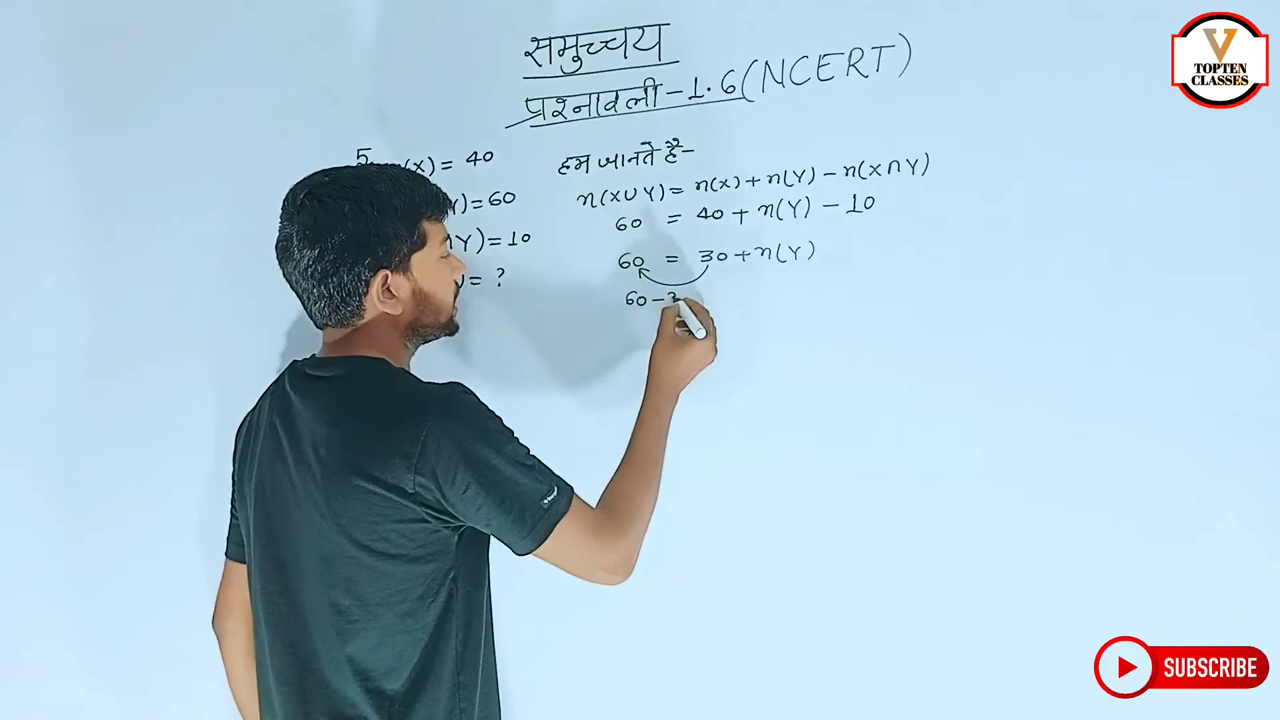 समुच्चय
प्रश्नावली-1.6 (NCERT)
5
(X) = 40
Y) = 60
∩Y) = 10
= ?
हम जानते है-
n(X∪Y) = n(X) + n(Y) - n(X∩Y)
60 = 40 + n(Y) - 10
60 = 30 + n(Y)
60 - 3
V
TOPTEN
CLASSES
SUBSCRIBE